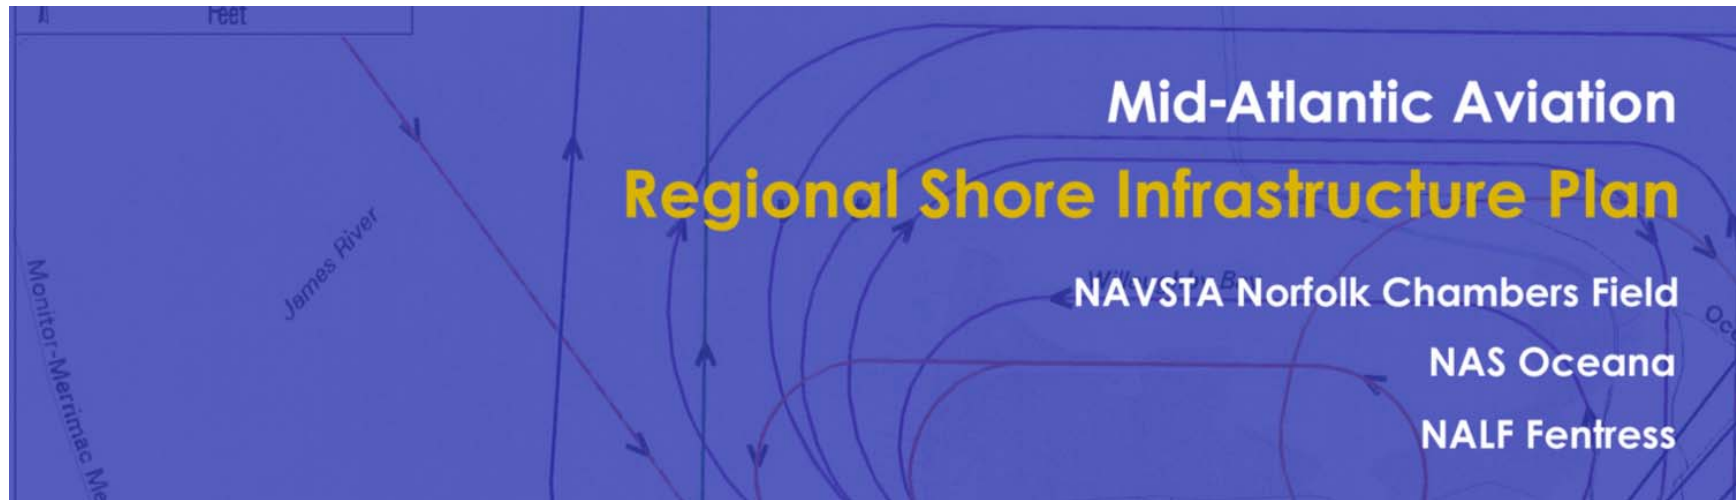 Feet
Mid-Atlantic Aviation
Regional Shore Infrastructure Plan
James River
NAVSTA Norfolk Chambers Field
Monitor-Merrimac Me
NAS Oceana
NALF Fentress